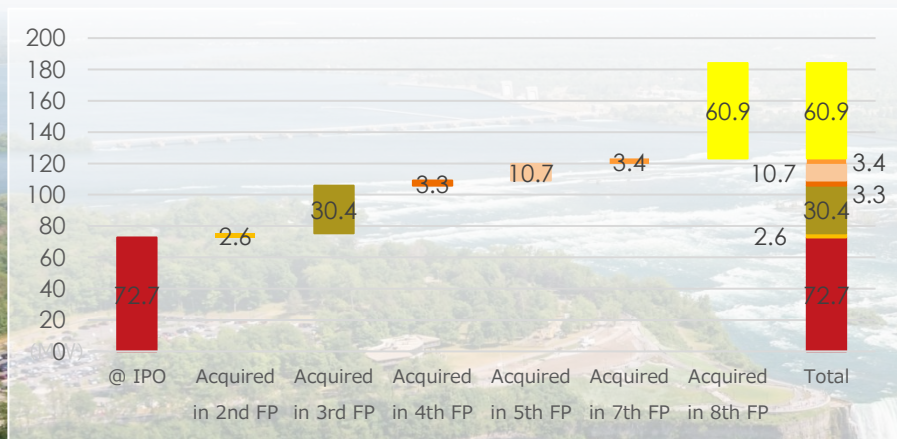 200
180
160
140
120
100
80
60
40
20
0
(MW)
72.7
2.6
30.4
3.3
10.7
3.4
60.9
60.9
3.4
10.7
3.3
30.4
2.6
72.7
@ IPO
Acquired
in 2nd FP
Acquired
in 3rd FP
Acquired
in 4th FP
Acquired
in 5th FP
Acquired
in 7th FP
Acquired
in 8th FP
Total